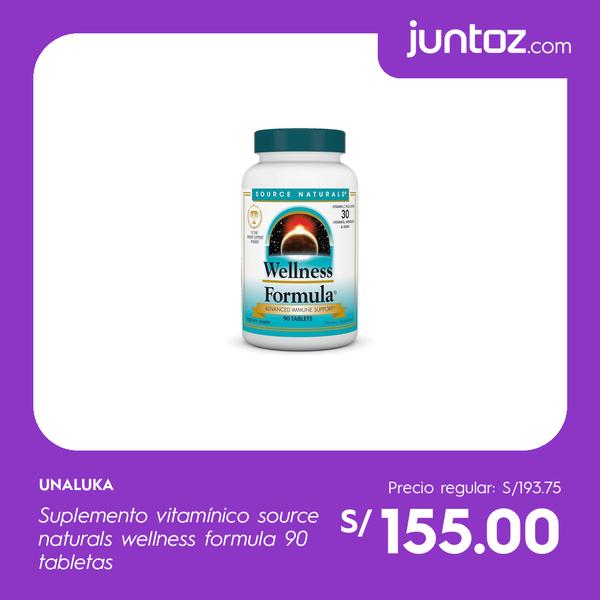 juntoz.com
SOURCE NATURALS®
30
Wellness
Formula®
ADVANCED IMMUNE SUPPORT
90 TABLETS
UNALUKA
Precio regular: S/193.75
Suplemento vitamínico source
naturals wellness formula 90
tabletas
S/155.00